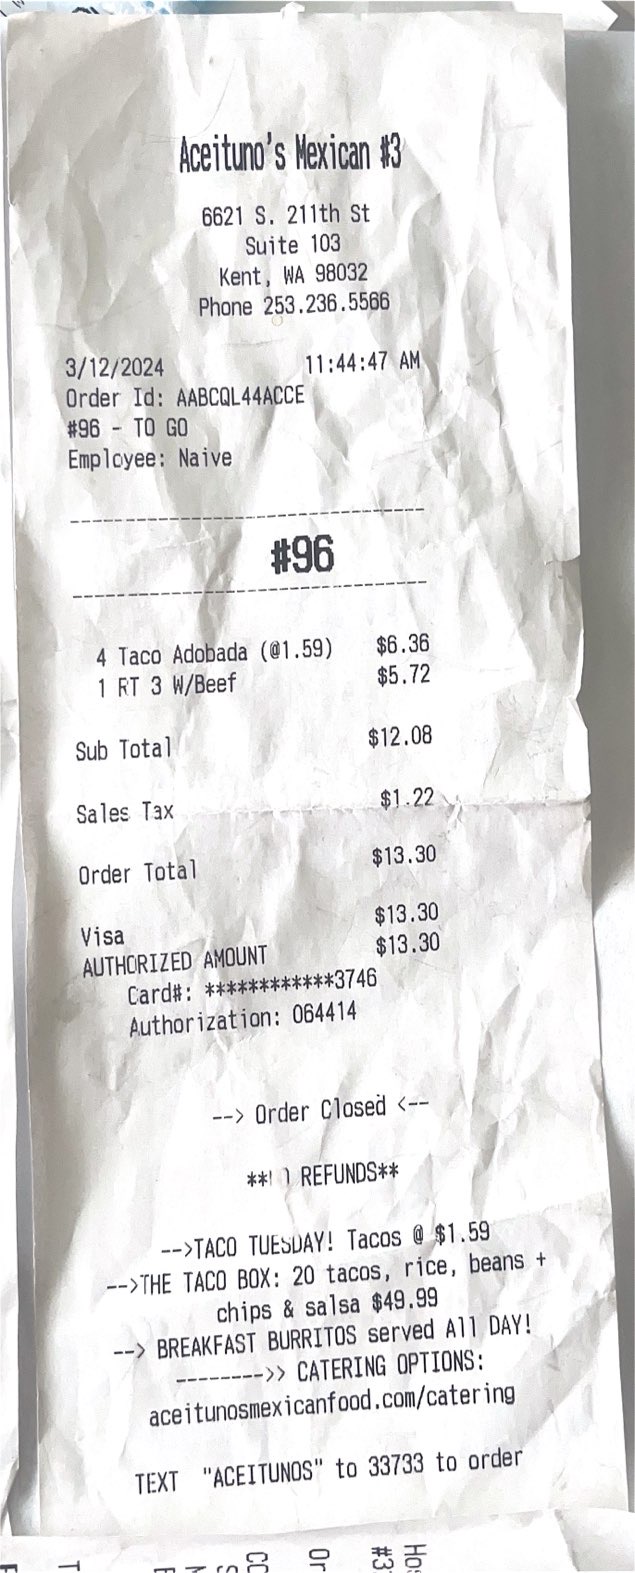 Aceituno's Mexican #3
6621 S. 211th St
Suite 103
Kent, WA 98032
Phone 253.236.5566
3/12/2024 11:44:47 AM
Order Id: AABCQL44ACCE
#96 - TO GO
Employee: Naive
#96
4 Taco Adobada (@1.59) $6.36
1 RT 3 W/Beef $5.72
Sub Total $12.08
Sales Tax $1.22
Order Total $13.30
Visa $13.30
AUTHORIZED AMOUNT $13.30
Card#: ************3746
Authorization: 064414
--> Order Closed <--
REFUNDS**
-->TACO TUESDAY! Tacos @ $1.59
-->THE TACO BOX: 20 tacos, rice, beans +
chips & salsa $49.99
--> BREAKFAST BURRITOS served All DAY!
-------->> CATERING OPTIONS:
aceitunosmexicanfood.com/catering
TEXT "ACEITUNOS" to 33733 to order